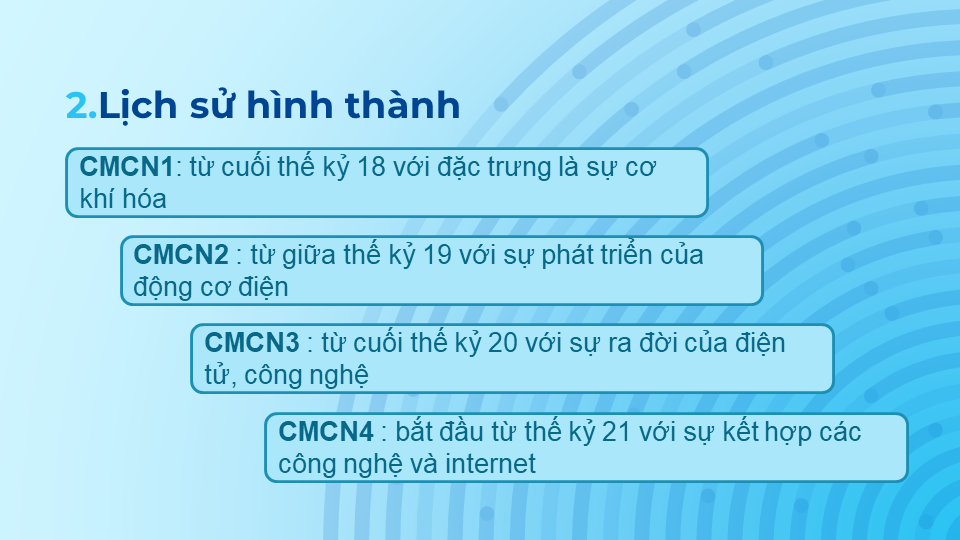 2.Lịch sử hình thành
CMCN1: từ cuối thế kỷ 18 với đặc trưng là sự cơ
khí hóa
CMCN2 : từ giữa thế kỷ 19 với sự phát triển của
động cơ điện
CMCN3 : từ cuối thế kỷ 20 với sự ra đời của điện
tử, công nghệ
CMCN4 : bắt đầu từ thế kỷ 21 với sự kết hợp các
công nghệ và internet